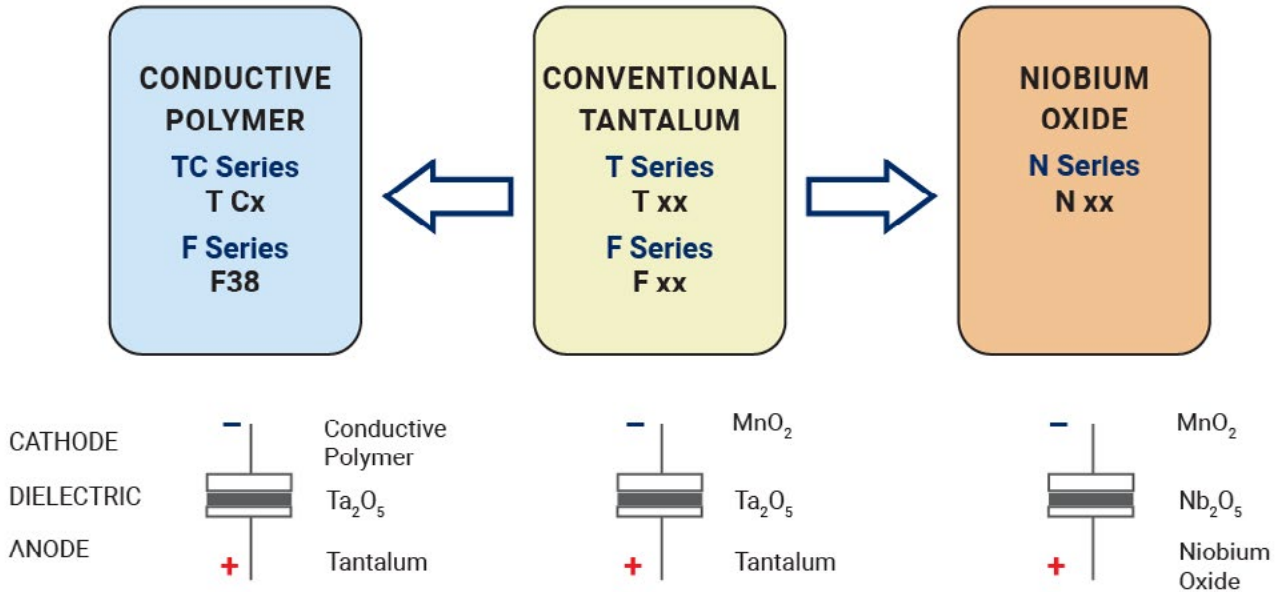 CONDUCTIVE
POLYMER
TC Series
T Cx
F Series
F38
CONVENTIONAL
TANTALUM
T Series
T xx
F Series
F xx
NIOBIUM
OXIDE
N Series
N xx
CATHODE
DIELECTRIC
ANODE
−
Conductive
Polymer
Ta₂O₅
+
Tantalum
−
MnO₂
Ta₂O₅
+
Tantalum
−
MnO₂
Nb₂O₅
+
Niobium
Oxide